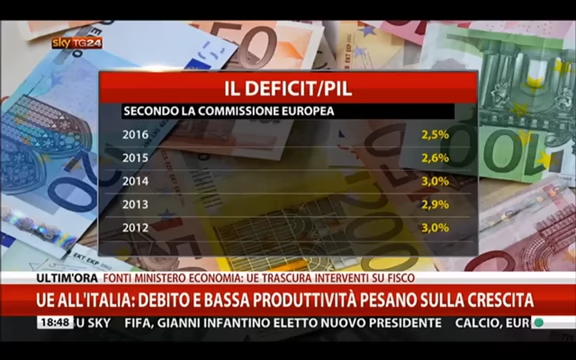 sky TG24
IL DEFICIT/PIL
SECONDO LA COMMISSIONE EUROPEA
2016 2,5%
2015 2,6%
2014 3,0%
2013 2,9%
2012 3,0%
ULTIM'ORA FONTI MINISTERO ECONOMIA: UE TRASCURA INTERVENTI SU FISCO
UE ALL'ITALIA: DEBITO E BASSA PRODUTTIVITÀ PESANO SULLA CRESCITA
18:48 U SKY FIFA, GIANNI INFANTINO ELETTO NUOVO PRESIDENTE CALCIO, EUR